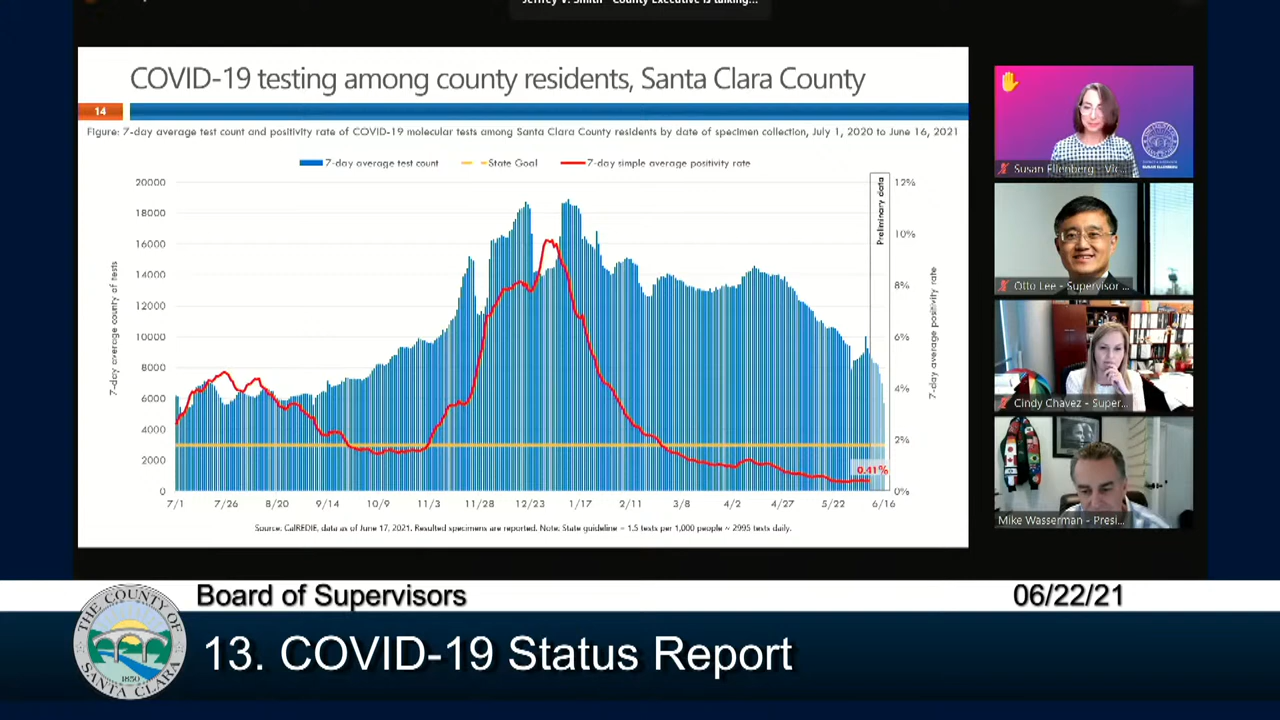 Jeffrey V. Smith - County Executive is talking...
COVID-19 testing among county residents, Santa Clara County
14
Figure: 7-day average test count and positivity rate of COVID-19 molecular tests among Santa Clara County residents by date of specimen collection, July 1, 2020 to June 16, 2021
7-day average test count
State Goal
7-day simple average positivity rate
20000
18000
16000
14000
12000
10000
8000
6000
4000
2000
0
7-day average county of tests
12%
10%
8%
6%
4%
2%
0%
7-day average positivity rate
Preliminary data
0.41%
7/1 7/26 8/20 9/14 10/9 11/3 11/28 12/23 1/17 2/11 3/8 4/2 4/27 5/22 6/16
Source: CalREDIE, data as of June 17, 2021. Resulted specimens are reported. Note: State guideline = 1.5 tests per 1,000 people ~ 2995 tests daily.
SUSAN ELLENBERG
Susan Ellenberg - Vic...
Otto Lee - Supervisor ...
Cindy Chavez - Super...
Mike Wasserman - Presi...
Board of Supervisors
06/22/21
13. COVID-19 Status Report
THE COUNTY OF
SANTA CLARA
1850